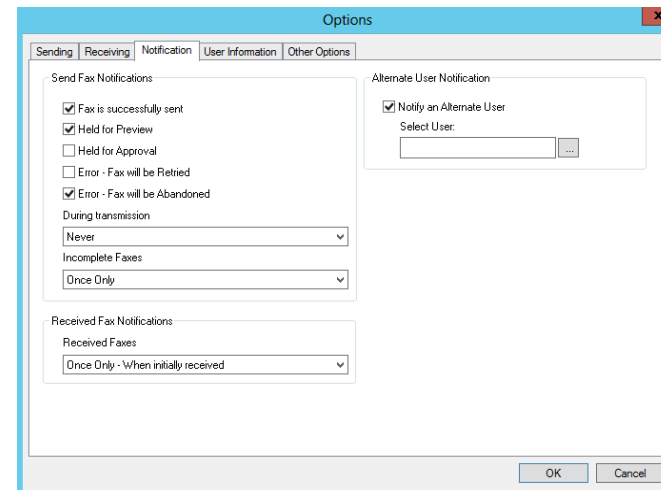 Options
x
Sending Receiving Notification User Information Other Options
Send Fax Notifications
Fax is successfully sent
Held for Preview
Held for Approval
Error - Fax will be Retried
Error - Fax will be Abandoned
During transmission
Never
Incomplete Faxes
Once Only
Received Fax Notifications
Received Faxes
Once Only - When initially received
Alternate User Notification
Notify an Alternate User
Select User:
...
OK Cancel